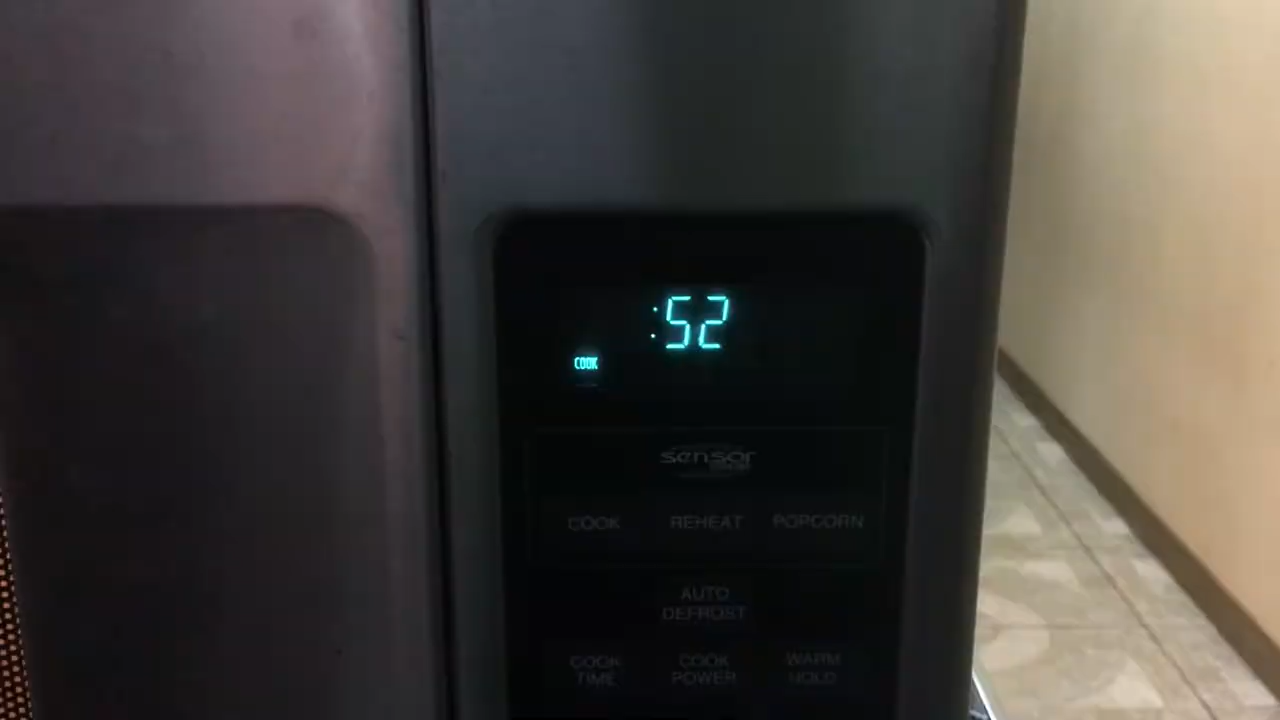 :52
COOK
sensor
COOK REHEAT POPCORN
AUTO
DEFROST
COOK COOK WARM
TIME POWER HOLD